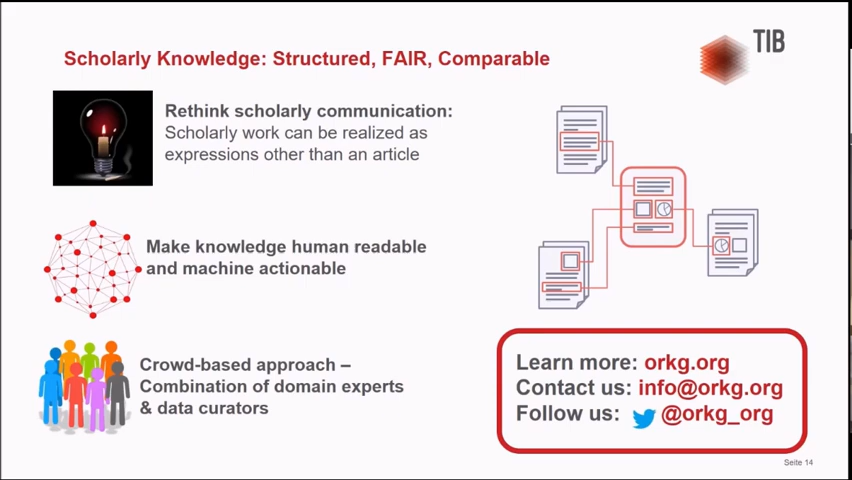 Scholarly Knowledge: Structured, FAIR, Comparable
TIB
Rethink scholarly communication:
Scholarly work can be realized as
expressions other than an article
Make knowledge human readable
and machine actionable
Crowd-based approach –
Combination of domain experts
& data curators
Learn more: orkg.org
Contact us: info@orkg.org
Follow us: @orkg_org
Seite 14